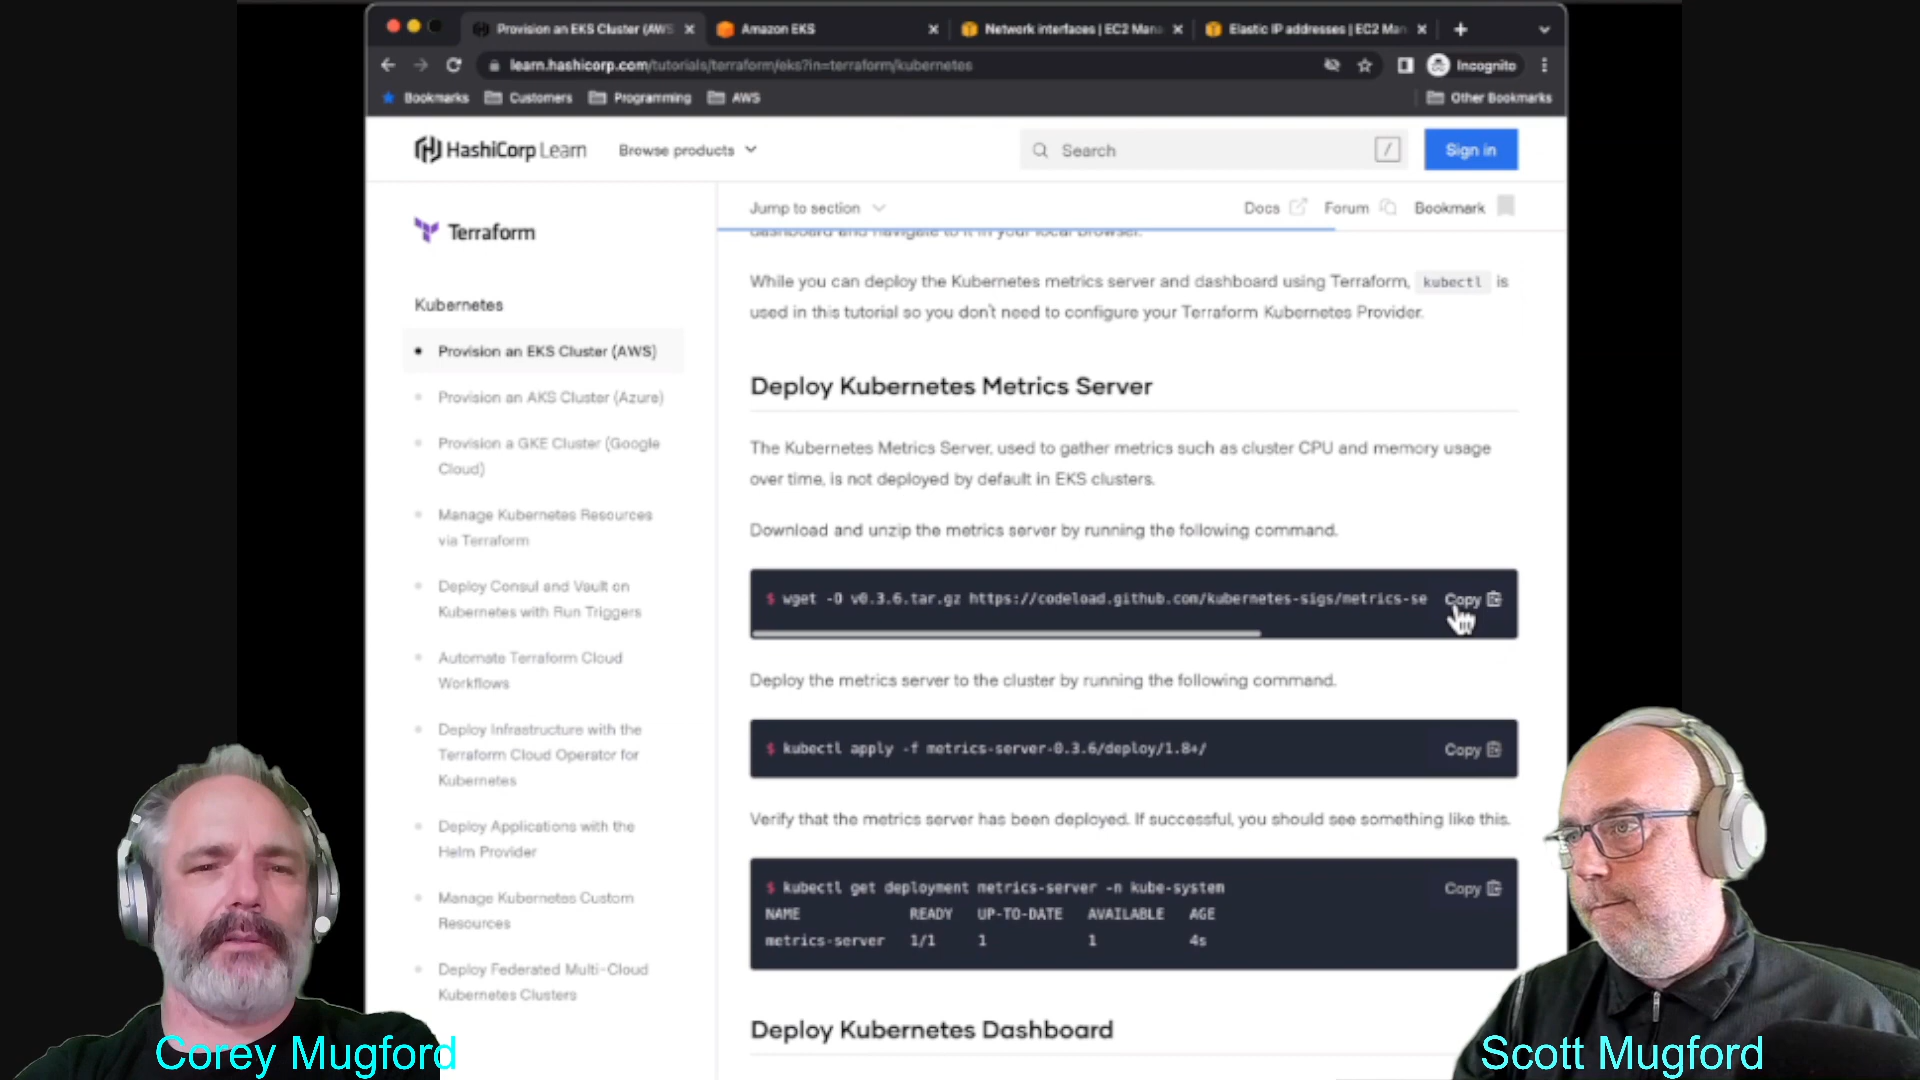 Provision an EKS Cluster (AWS
Amazon EKS
Network interfaces | EC2 Man
Elastic IP addresses | EC2 Man
learn.hashicorp.com/tutorials/terraform/eks?in=terraform/kubernetes
Incognito
Bookmarks
Customers
Programming
AWS
Other Bookmarks
HashiCorp Learn
Browse products
Search
/
Sign in
Jump to section
Docs
Forum
Bookmark
Terraform
Kubernetes
Provision an EKS Cluster (AWS)
Provision an AKS Cluster (Azure)
Provision a GKE Cluster (Google
Cloud)
Manage Kubernetes Resources
via Terraform
Deploy Consul and Vault on
Kubernetes with Run Triggers
Automate Terraform Cloud
Workflows
Deploy Infrastructure with the
Terraform Cloud Operator for
Kubernetes
Deploy Applications with the
Helm Provider
Manage Kubernetes Custom
Resources
Deploy Federated Multi-Cloud
Kubernetes Clusters
dashboard and navigate to it in your local browser.
While you can deploy the Kubernetes metrics server and dashboard using Terraform, kubectl is
used in this tutorial so you don't need to configure your Terraform Kubernetes Provider.
Deploy Kubernetes Metrics Server
The Kubernetes Metrics Server, used to gather metrics such as cluster CPU and memory usage
over time, is not deployed by default in EKS clusters.
Download and unzip the metrics server by running the following command.
$ wget -O v0.3.6.tar.gz https://codeload.github.com/kubernetes-sigs/metrics-se
Copy
Deploy the metrics server to the cluster by running the following command.
$ kubectl apply -f metrics-server-0.3.6/deploy/1.8+/
Copy
Verify that the metrics server has been deployed. If successful, you should see something like this.
$ kubectl get deployment metrics-server -n kube-system
Copy
NAME READY UP-TO-DATE AVAILABLE AGE
metrics-server 1/1 1 1 4s
Deploy Kubernetes Dashboard
Corey Mugford
Scott Mugford